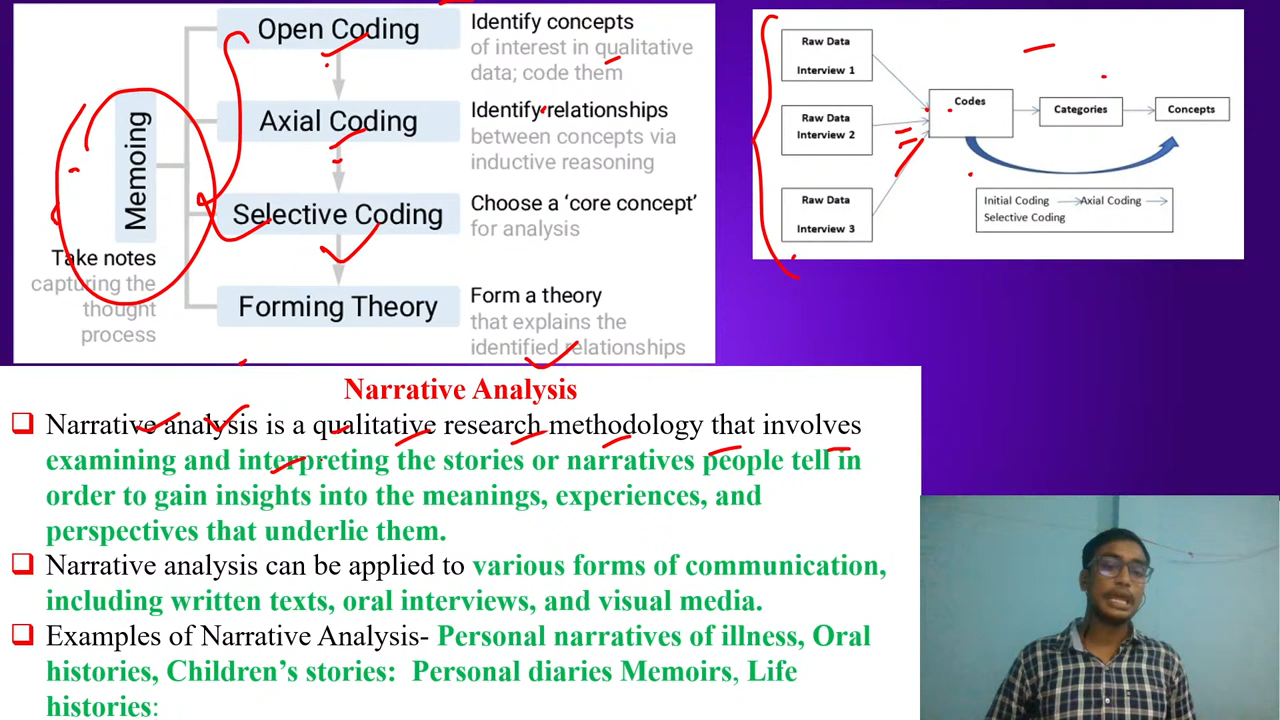 Open Coding
Identify concepts
of interest in qualitative
data; code them
Axial Coding
Identify relationships
between concepts via
inductive reasoning
Selective Coding
Choose a ‘core concept’
for analysis
Forming Theory
Form a theory
that explains the
identified relationships
Memoing
Take notes
capturing the
thought
process
Raw Data
Interview 1
Raw Data
Interview 2
Raw Data
Interview 3
Codes
Categories
Concepts
Initial Coding Axial Coding
Selective Coding
Narrative Analysis
Narrative analysis is a qualitative research methodology that involves
examining and interpreting the stories or narratives people tell in
order to gain insights into the meanings, experiences, and
perspectives that underlie them.
Narrative analysis can be applied to various forms of communication,
including written texts, oral interviews, and visual media.
Examples of Narrative Analysis- Personal narratives of illness, Oral
histories, Children’s stories: Personal diaries Memoirs, Life
histories: